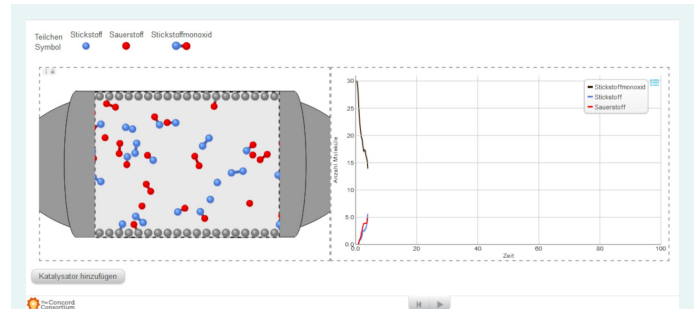 Teilchen Stickstoff Sauerstoff Stickstoffmonoxid
Symbol
30
25
20
15
10
5.0
0.0
Anzahl Moleküle
Stickstoffmonoxid
Stickstoff
Sauerstoff
0.0 20 40 60 80 100
Zeit
Katalysator hinzufügen
The Concord
Consortium